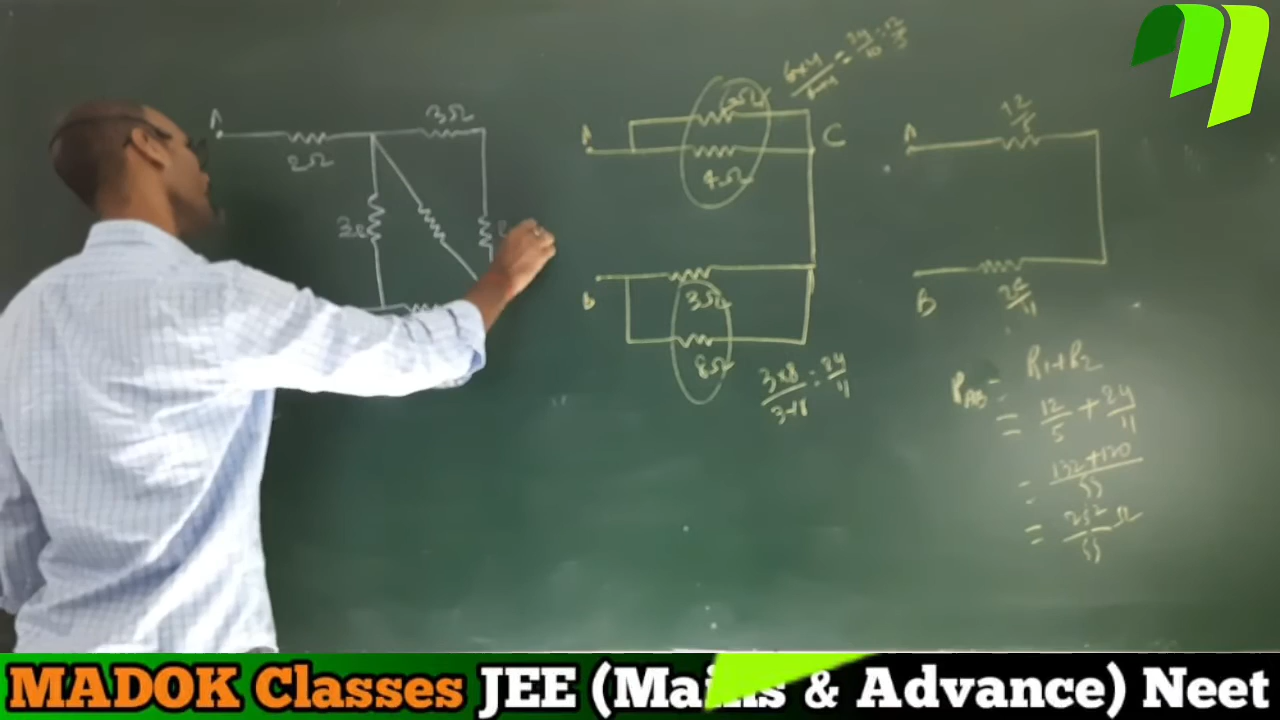 A
2Ω
3Ω
3Ω
A
6Ω
4Ω
C
6×4
6+4
= 24/10 = 12/5
B
3Ω
8Ω
3×8
3+8
= 24/11
A
12/5
B
24/11
R_AB = R1+R2
= 12/5 + 24/11
= 132+120
55
= 252/55 Ω
MADOK Classes JEE (Mains & Advance) Neet